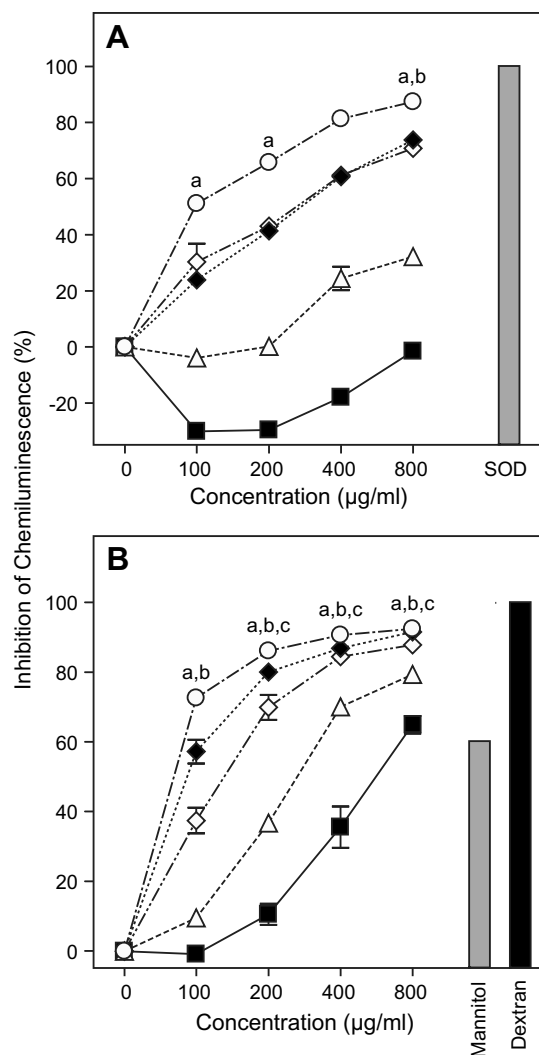 A
100
80
60
40
20
0
-20
a
a
a,b
0 100 200 400 800 SOD
Concentration (µg/ml)
Inhibition of Chemiluminescence (%)
B
100
80
60
40
20
0
a,b
a,b,c
a,b,c
a,b,c
0 100 200 400 800
Concentration (µg/ml)
Mannitol
Dextran